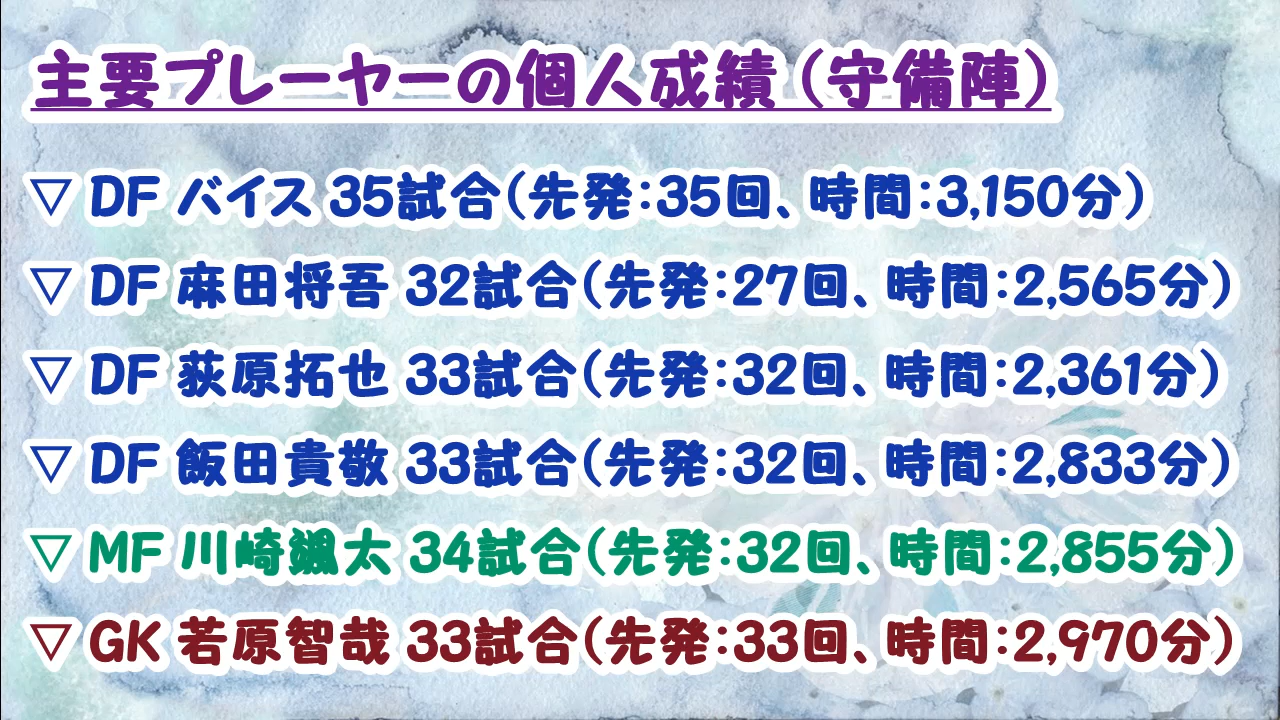 主要プレーヤーの個人成績(守備陣)
▽ DF バイス 35試合(先発:35回、時間:3,150分)
▽ DF 麻田将吾 32試合(先発:27回、時間:2,565分)
▽ DF 荻原拓也 33試合(先発:32回、時間:2,361分)
▽ DF 飯田貴敬 33試合(先発:32回、時間:2,833分)
▽ MF 川崎颯太 34試合(先発:32回、時間:2,855分)
▽ GK 若原智哉 33試合(先発:33回、時間:2,970分)